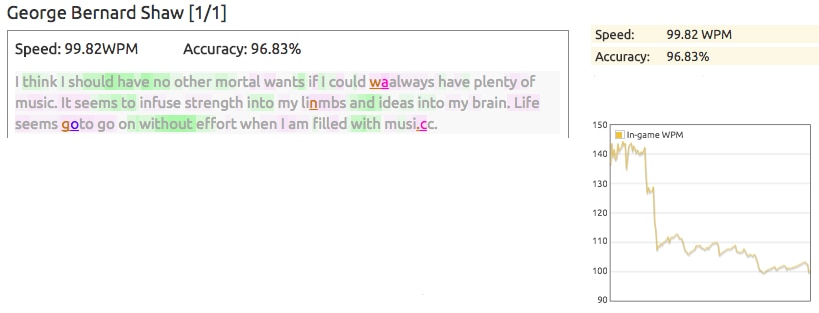 George Bernard Shaw [1/1]
Speed: 99.82WPM Accuracy: 96.83%
I think I should have no other mortal wants if I could waalways have plenty of
music. It seems to infuse strength into my linmbs and ideas into my brain. Life
seems goto go on without effort when I am filled with musi.cc.
Speed: 99.82 WPM
Accuracy: 96.83%
In-game WPM
150
140
130
120
110
100
90